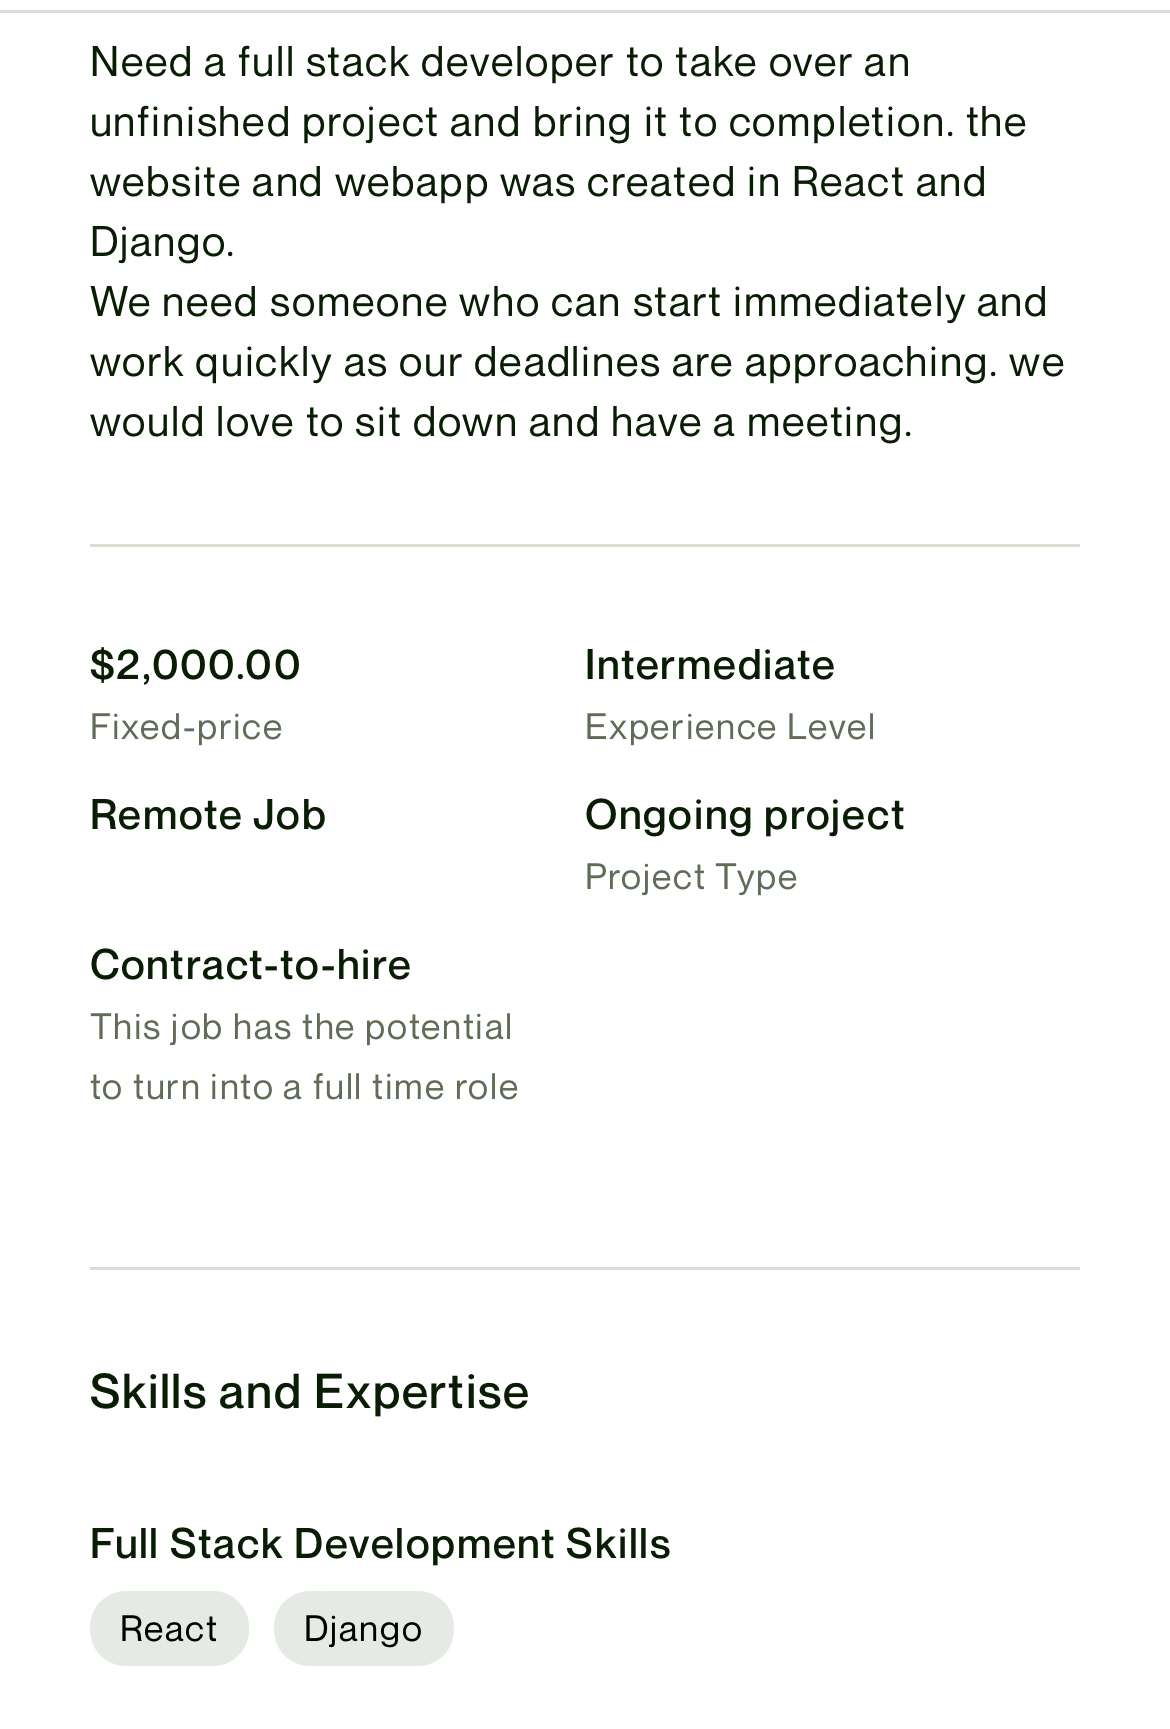 Need a full stack developer to take over an
unfinished project and bring it to completion. the
website and webapp was created in React and
Django.
We need someone who can start immediately and
work quickly as our deadlines are approaching. we
would love to sit down and have a meeting.
$2,000.00
Fixed-price
Intermediate
Experience Level
Remote Job
Ongoing project
Project Type
Contract-to-hire
This job has the potential
to turn into a full time role
Skills and Expertise
Full Stack Development Skills
React
Django